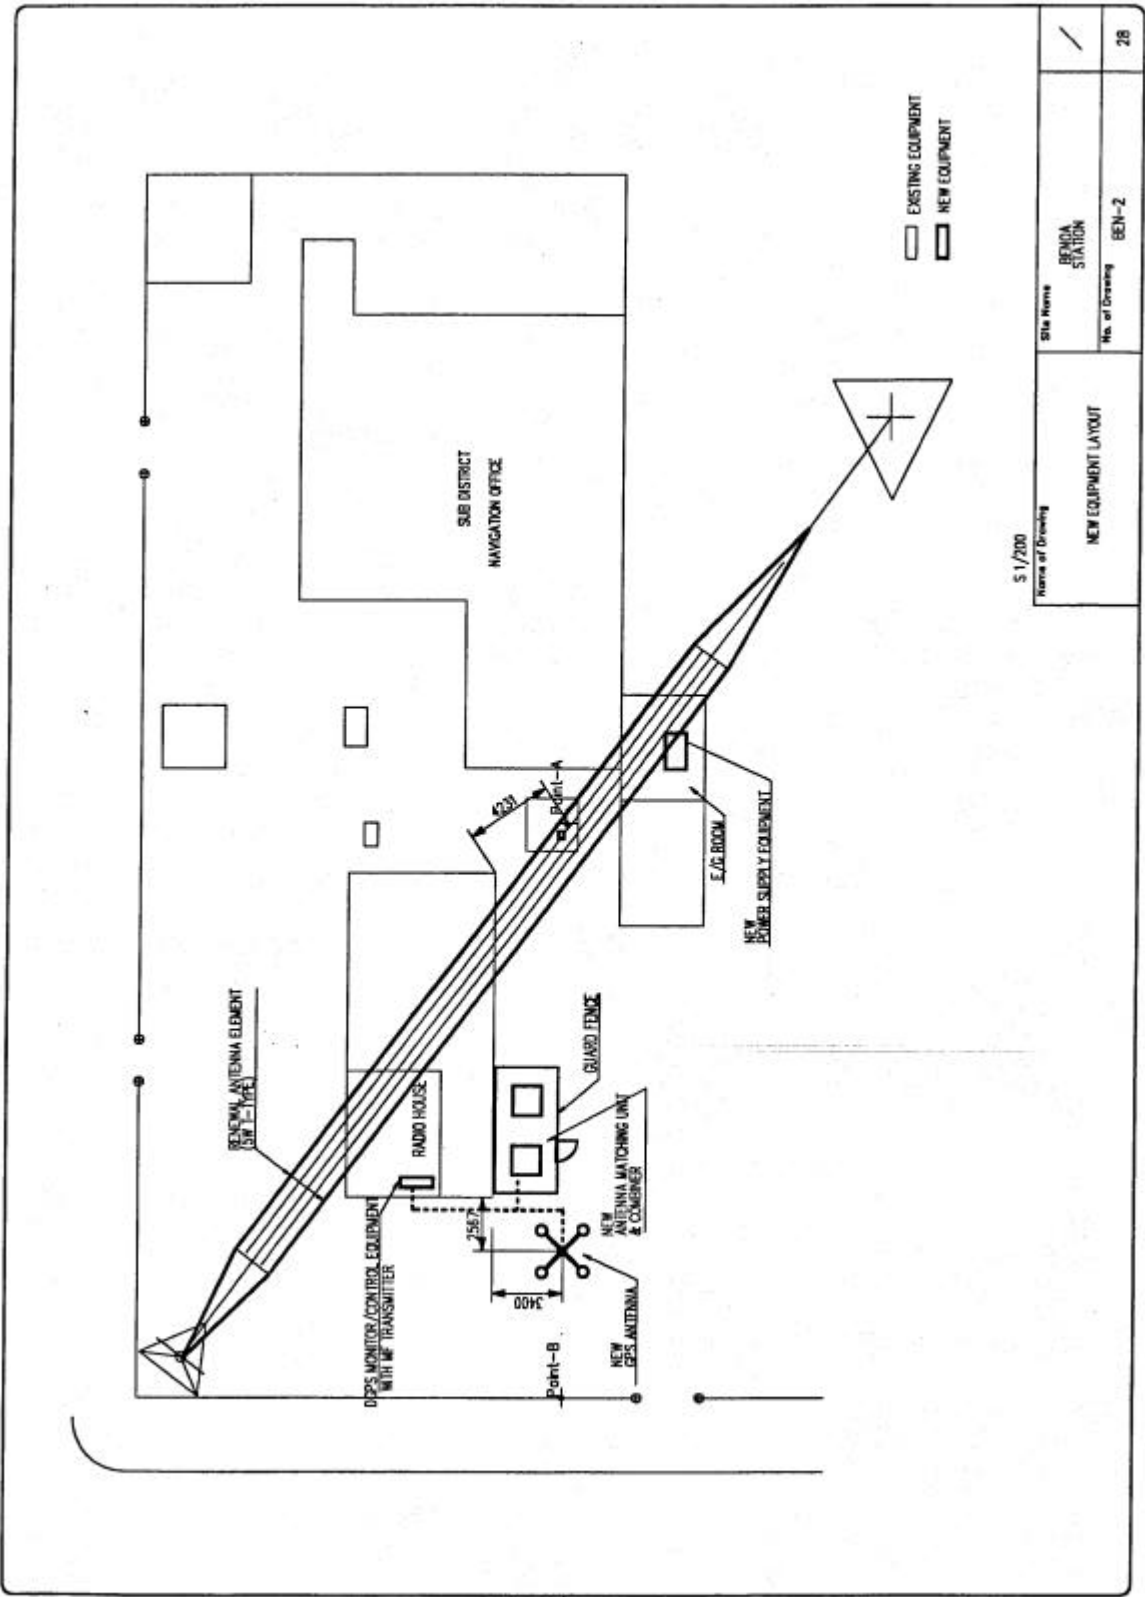 RENEWAL ANTENNA ELEMENT
(5W T-TYPE)
SUB DISTRICT
NAVIGATION OFFICE
DGPS MONITOR/CONTROL EQUIPMENT
WITH MF TRANSMITTER
RADIO HOUSE
4231
Point-A
2567
3400
Point-B
NEW
GPS ANTENNA
NEW
ANTENNA MATCHING UNIT
& COMBINER
GUARD FENCE
E/G ROOM
NEW
POWER SUPPLY EQUIPMENT
EXISTING EQUIPMENT
NEW EQUIPMENT
S 1/200
Name of Drawing
NEW EQUIPMENT LAYOUT
Site Name
BENOA
STATION
No. of Drawing
BEN-2
28